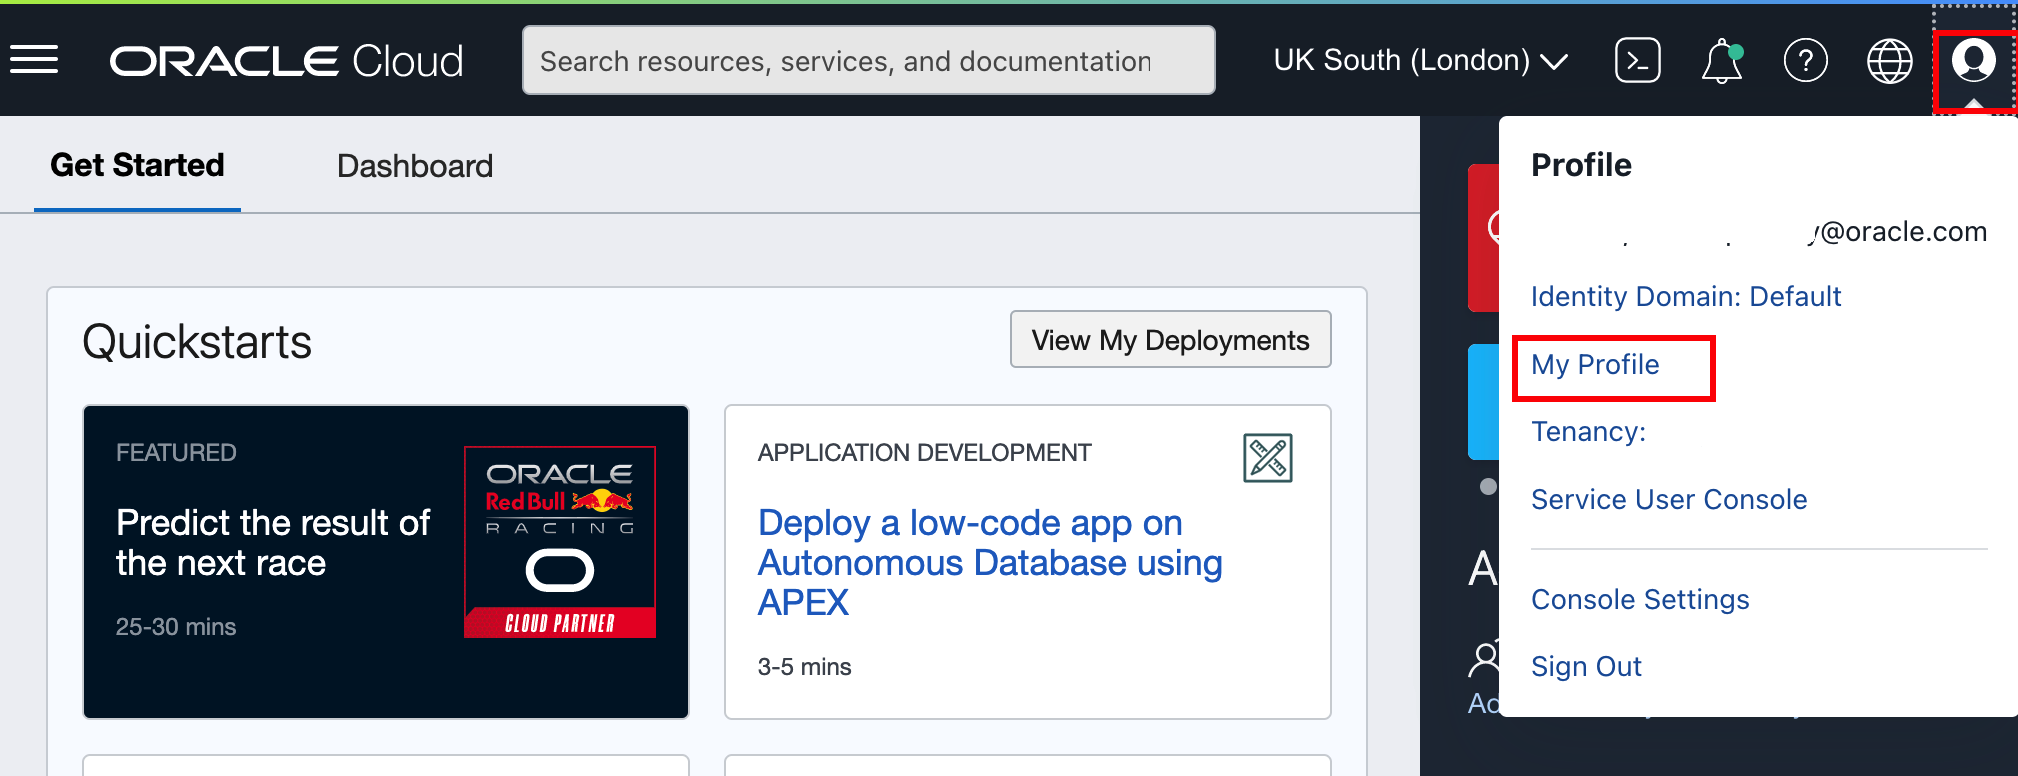 ORACLE Cloud
Search resources, services, and documentation
UK South (London)
Get Started
Dashboard
Profile
@oracle.com
Identity Domain: Default
My Profile
Tenancy:
Service User Console
Console Settings
Sign Out
Quickstarts
View My Deployments
FEATURED
Predict the result of
the next race
25-30 mins
ORACLE
Red Bull
RACING
CLOUD PARTNER
APPLICATION DEVELOPMENT
Deploy a low-code app on
Autonomous Database using
APEX
3-5 mins